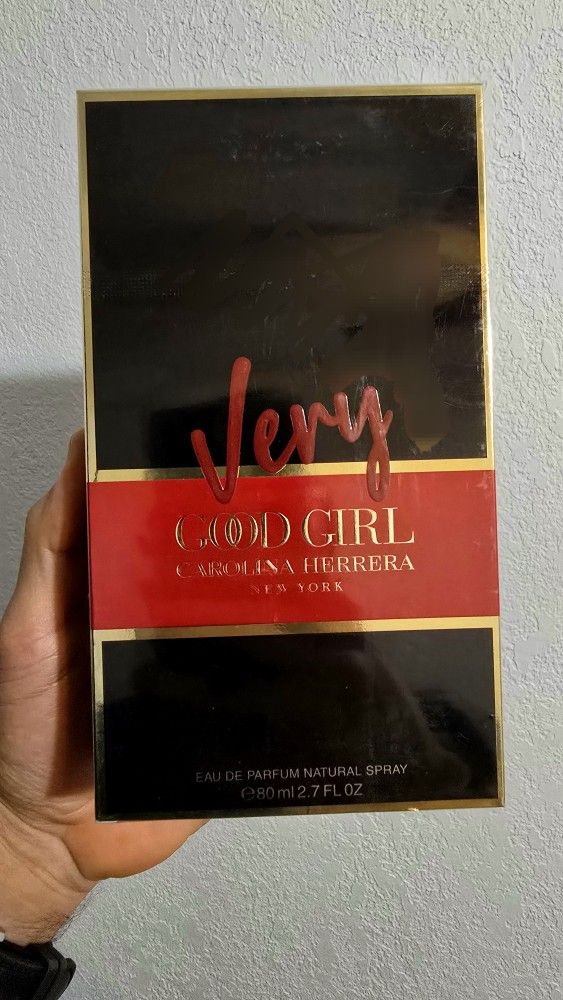 Very
GOOD GIRL
CAROLINA HERRERA
NEW YORK
EAU DE PARFUM NATURAL SPRAY
℮80 ml 2.7 FL OZ